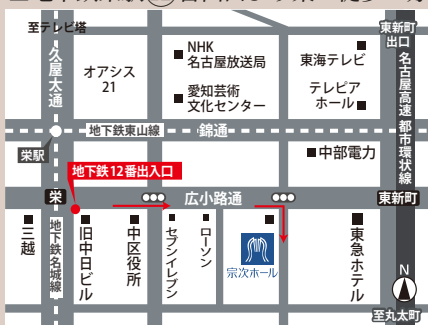 至テレビ塔
久屋大通
オアシス
21
NHK
名古屋放送局
愛知芸術
文化センター
東海テレビ
テレピア
ホール
東新町
出口
名古屋高速 都市環状線
地下鉄東山線
錦通
栄駅
中部電力
地下鉄12番出入口
栄
広小路通
東新町
三越
地下鉄名城線
旧中日ビル
中区役所
セブンイレブン
ローソン
宗次ホール
東急ホテル
N
至丸太町